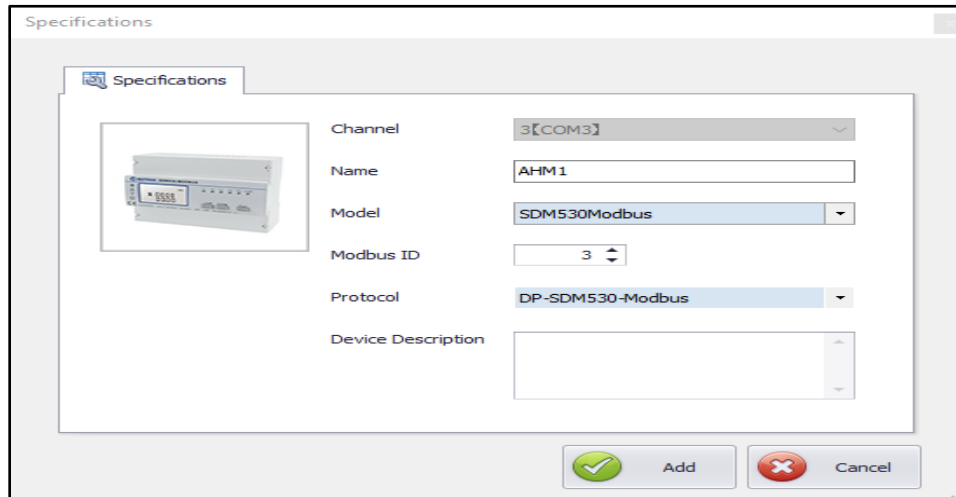 Specifications
Specifications
Channel 3【COM3】
Name AHM1
Model SDM530Modbus
Modbus ID 3
Protocol DP-SDM530-Modbus
Device Description
Add Cancel